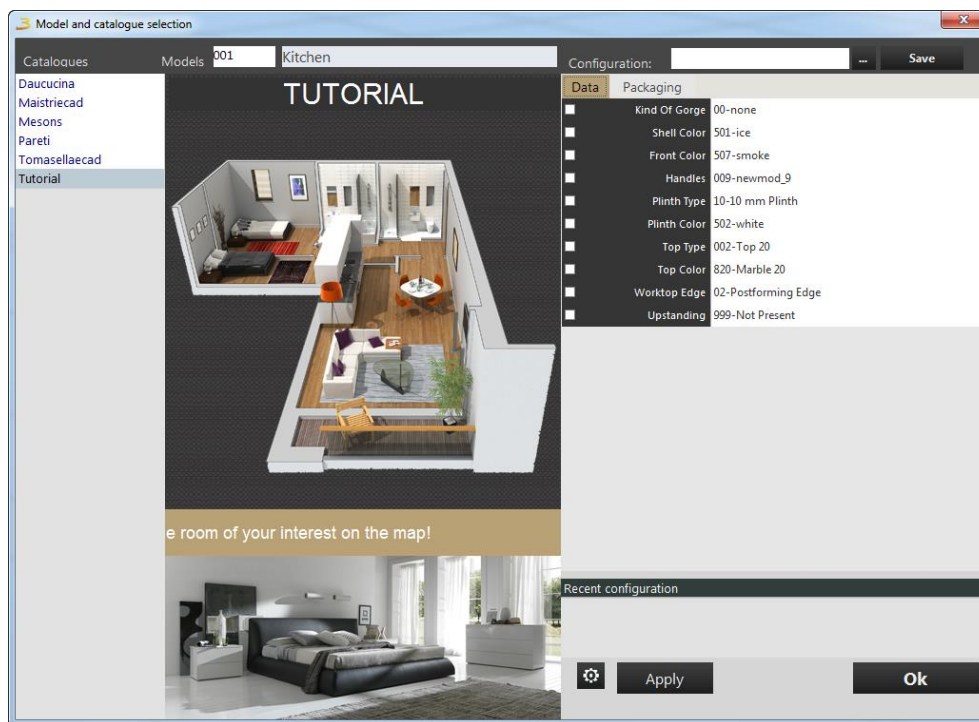 Model and catalogue selection
Catalogues
Models 001 Kitchen
Configuration: ... Save
Daucucina
Maistriecad
Mesons
Pareti
Tomasellaecad
Tutorial
TUTORIAL
e room of your interest on the map!
Data Packaging
Kind Of Gorge 00-none
Shell Color 501-ice
Front Color 507-smoke
Handles 009-newmod_9
Plinth Type 10-10 mm Plinth
Plinth Color 502-white
Top Type 002-Top 20
Top Color 820-Marble 20
Worktop Edge 02-Postforming Edge
Upstanding 999-Not Present
Recent configuration
Apply Ok